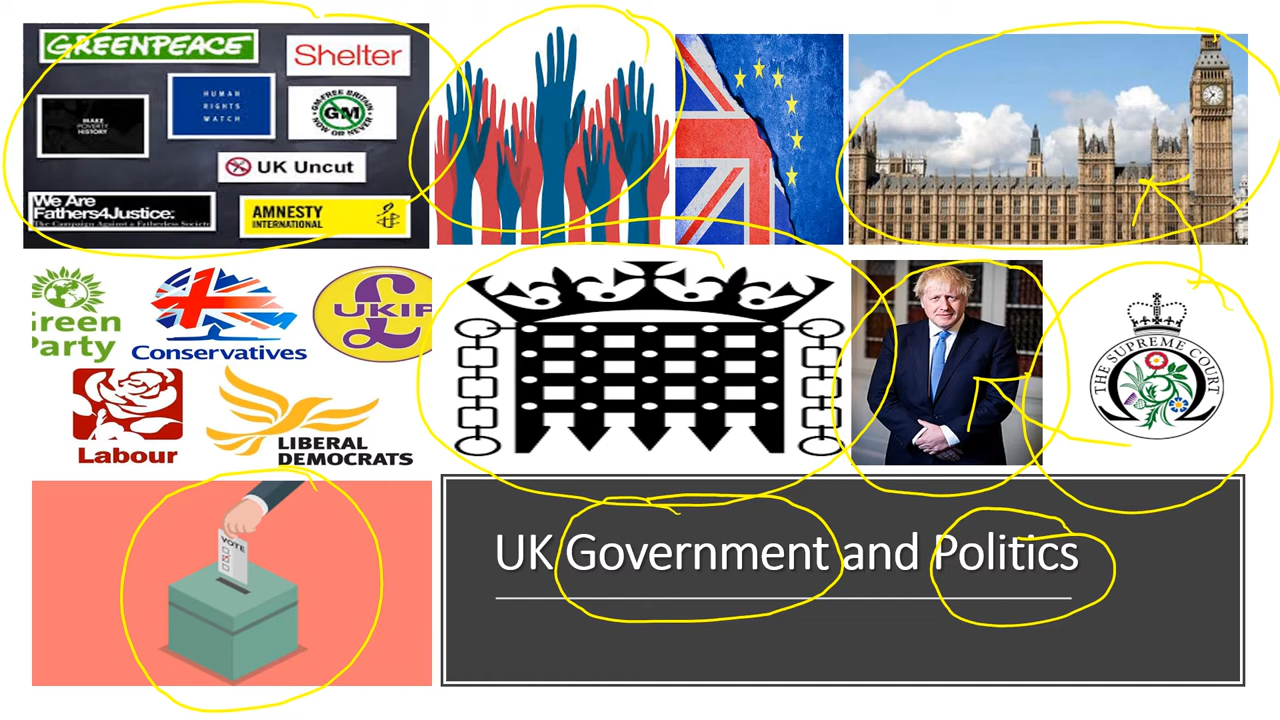 GREENPEACE
Shelter
MAKE
POVERTY
HISTORY
HUMAN
RIGHTS
WATCH
GM-FREE BRITAIN
GM
NOW OR NEVER
UK Uncut
We Are
Fathers4Justice.
The Campaign Against a Fatherless Societ
AMNESTY
INTERNATIONAL
Green
Party
Conservatives
UKIP
Labour
LIBERAL
DEMOCRATS
THE SUPREME COURT
VOTE
UK Government and Politics